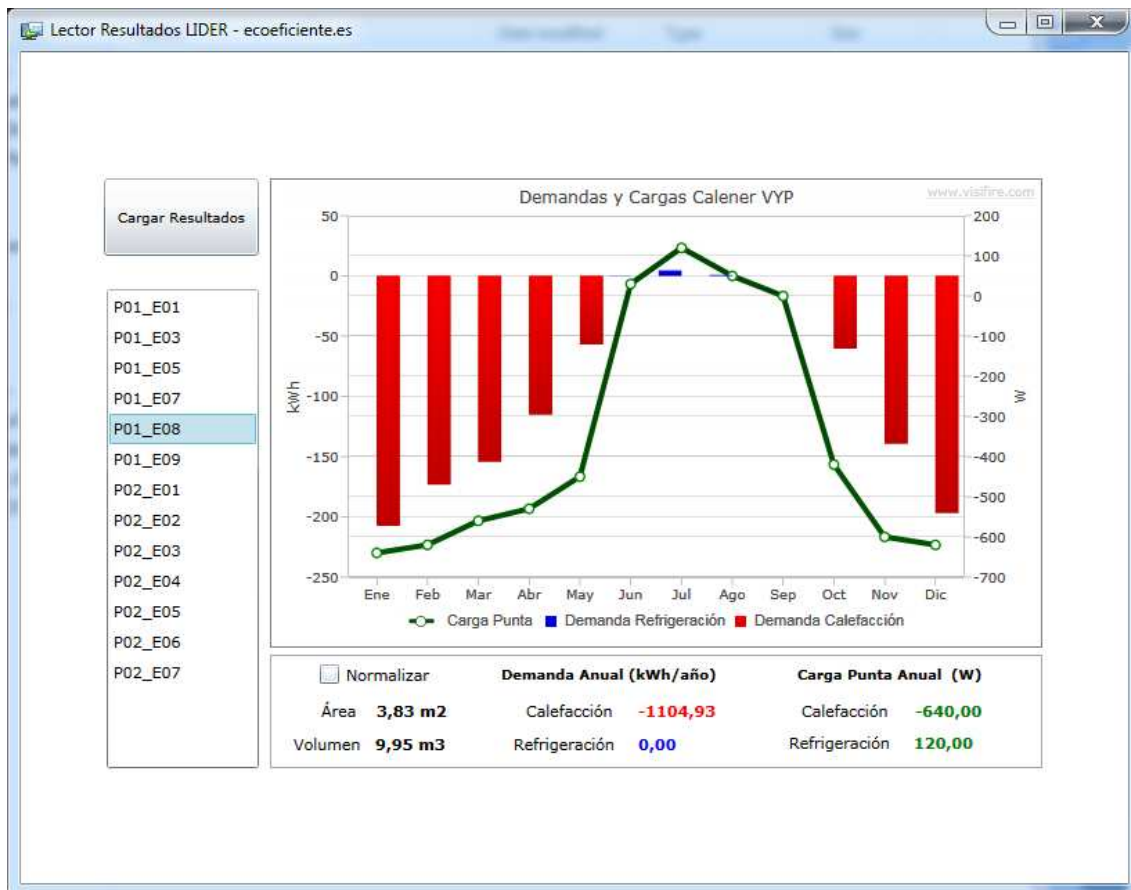 Lector Resultados LIDER - ecoeficiente.es
Cargar Resultados
P01_E01
P01_E03
P01_E05
P01_E07
P01_E08
P01_E09
P02_E01
P02_E02
P02_E03
P02_E04
P02_E05
P02_E06
P02_E07
Demandas y Cargas Calener VYP
www.visifire.com
kWh
50
0
-50
-100
-150
-200
-250
200
100
0
-100
-200
-300
-400
-500
-600
-700
W
Ene Feb Mar Abr May Jun Jul Ago Sep Oct Nov Dic
Carga Punta Demanda Refrigeración Demanda Calefacción
Normalizar Demanda Anual (kWh/año) Carga Punta Anual (W)
Área 3,83 m2 Calefacción -1104,93 Calefacción -640,00
Volumen 9,95 m3 Refrigeración 0,00 Refrigeración 120,00